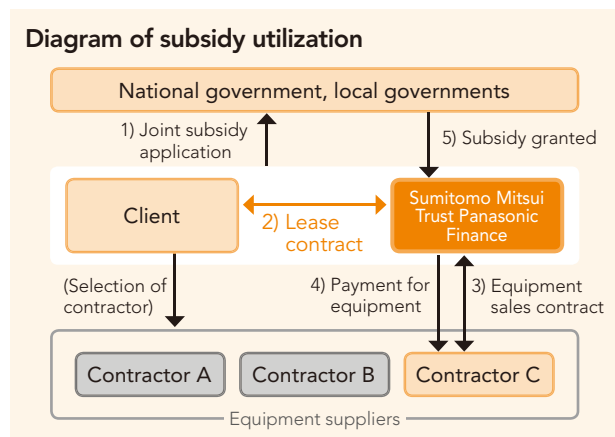 Diagram of subsidy utilization
National government, local governments
1) Joint subsidy
application
5) Subsidy granted
Client
2) Lease
contract
Sumitomo Mitsui
Trust Panasonic
Finance
(Selection of
contractor)
4) Payment for
equipment
3) Equipment
sales contract
Contractor A
Contractor B
Contractor C
Equipment suppliers